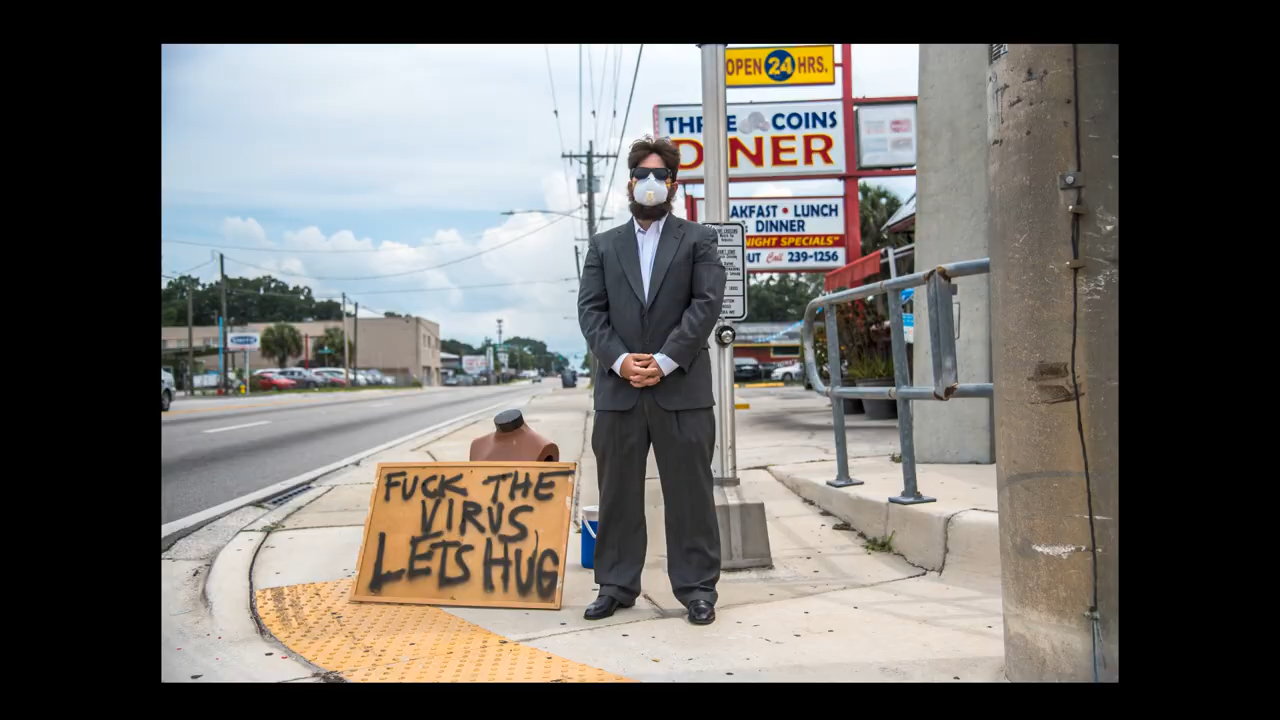 OPEN 24 HRS.
THREE COINS
DINER
AKFAST • LUNCH
& DINNER
NIGHT SPECIALS"
OUT Call 239-1256
FUCK THE
VIRUS,
LETS HUG